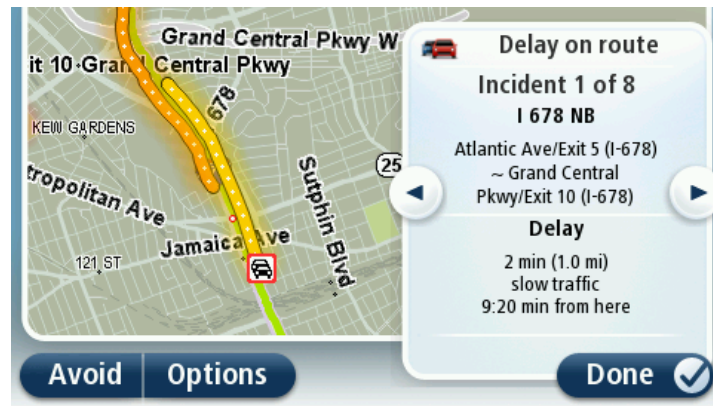 Grand Central Pkwy W
it 10-Grand Central Pkwy
678
KEW GARDENS
tropolitan Ave
25
Sutphin Blvd
Jamaica Ave
121 ST
Delay on route
Incident 1 of 8
I 678 NB
Atlantic Ave/Exit 5 (I-678)
~ Grand Central
Pkwy/Exit 10 (I-678)
Delay
2 min (1.0 mi)
slow traffic
9:20 min from here
Avoid
Options
Done